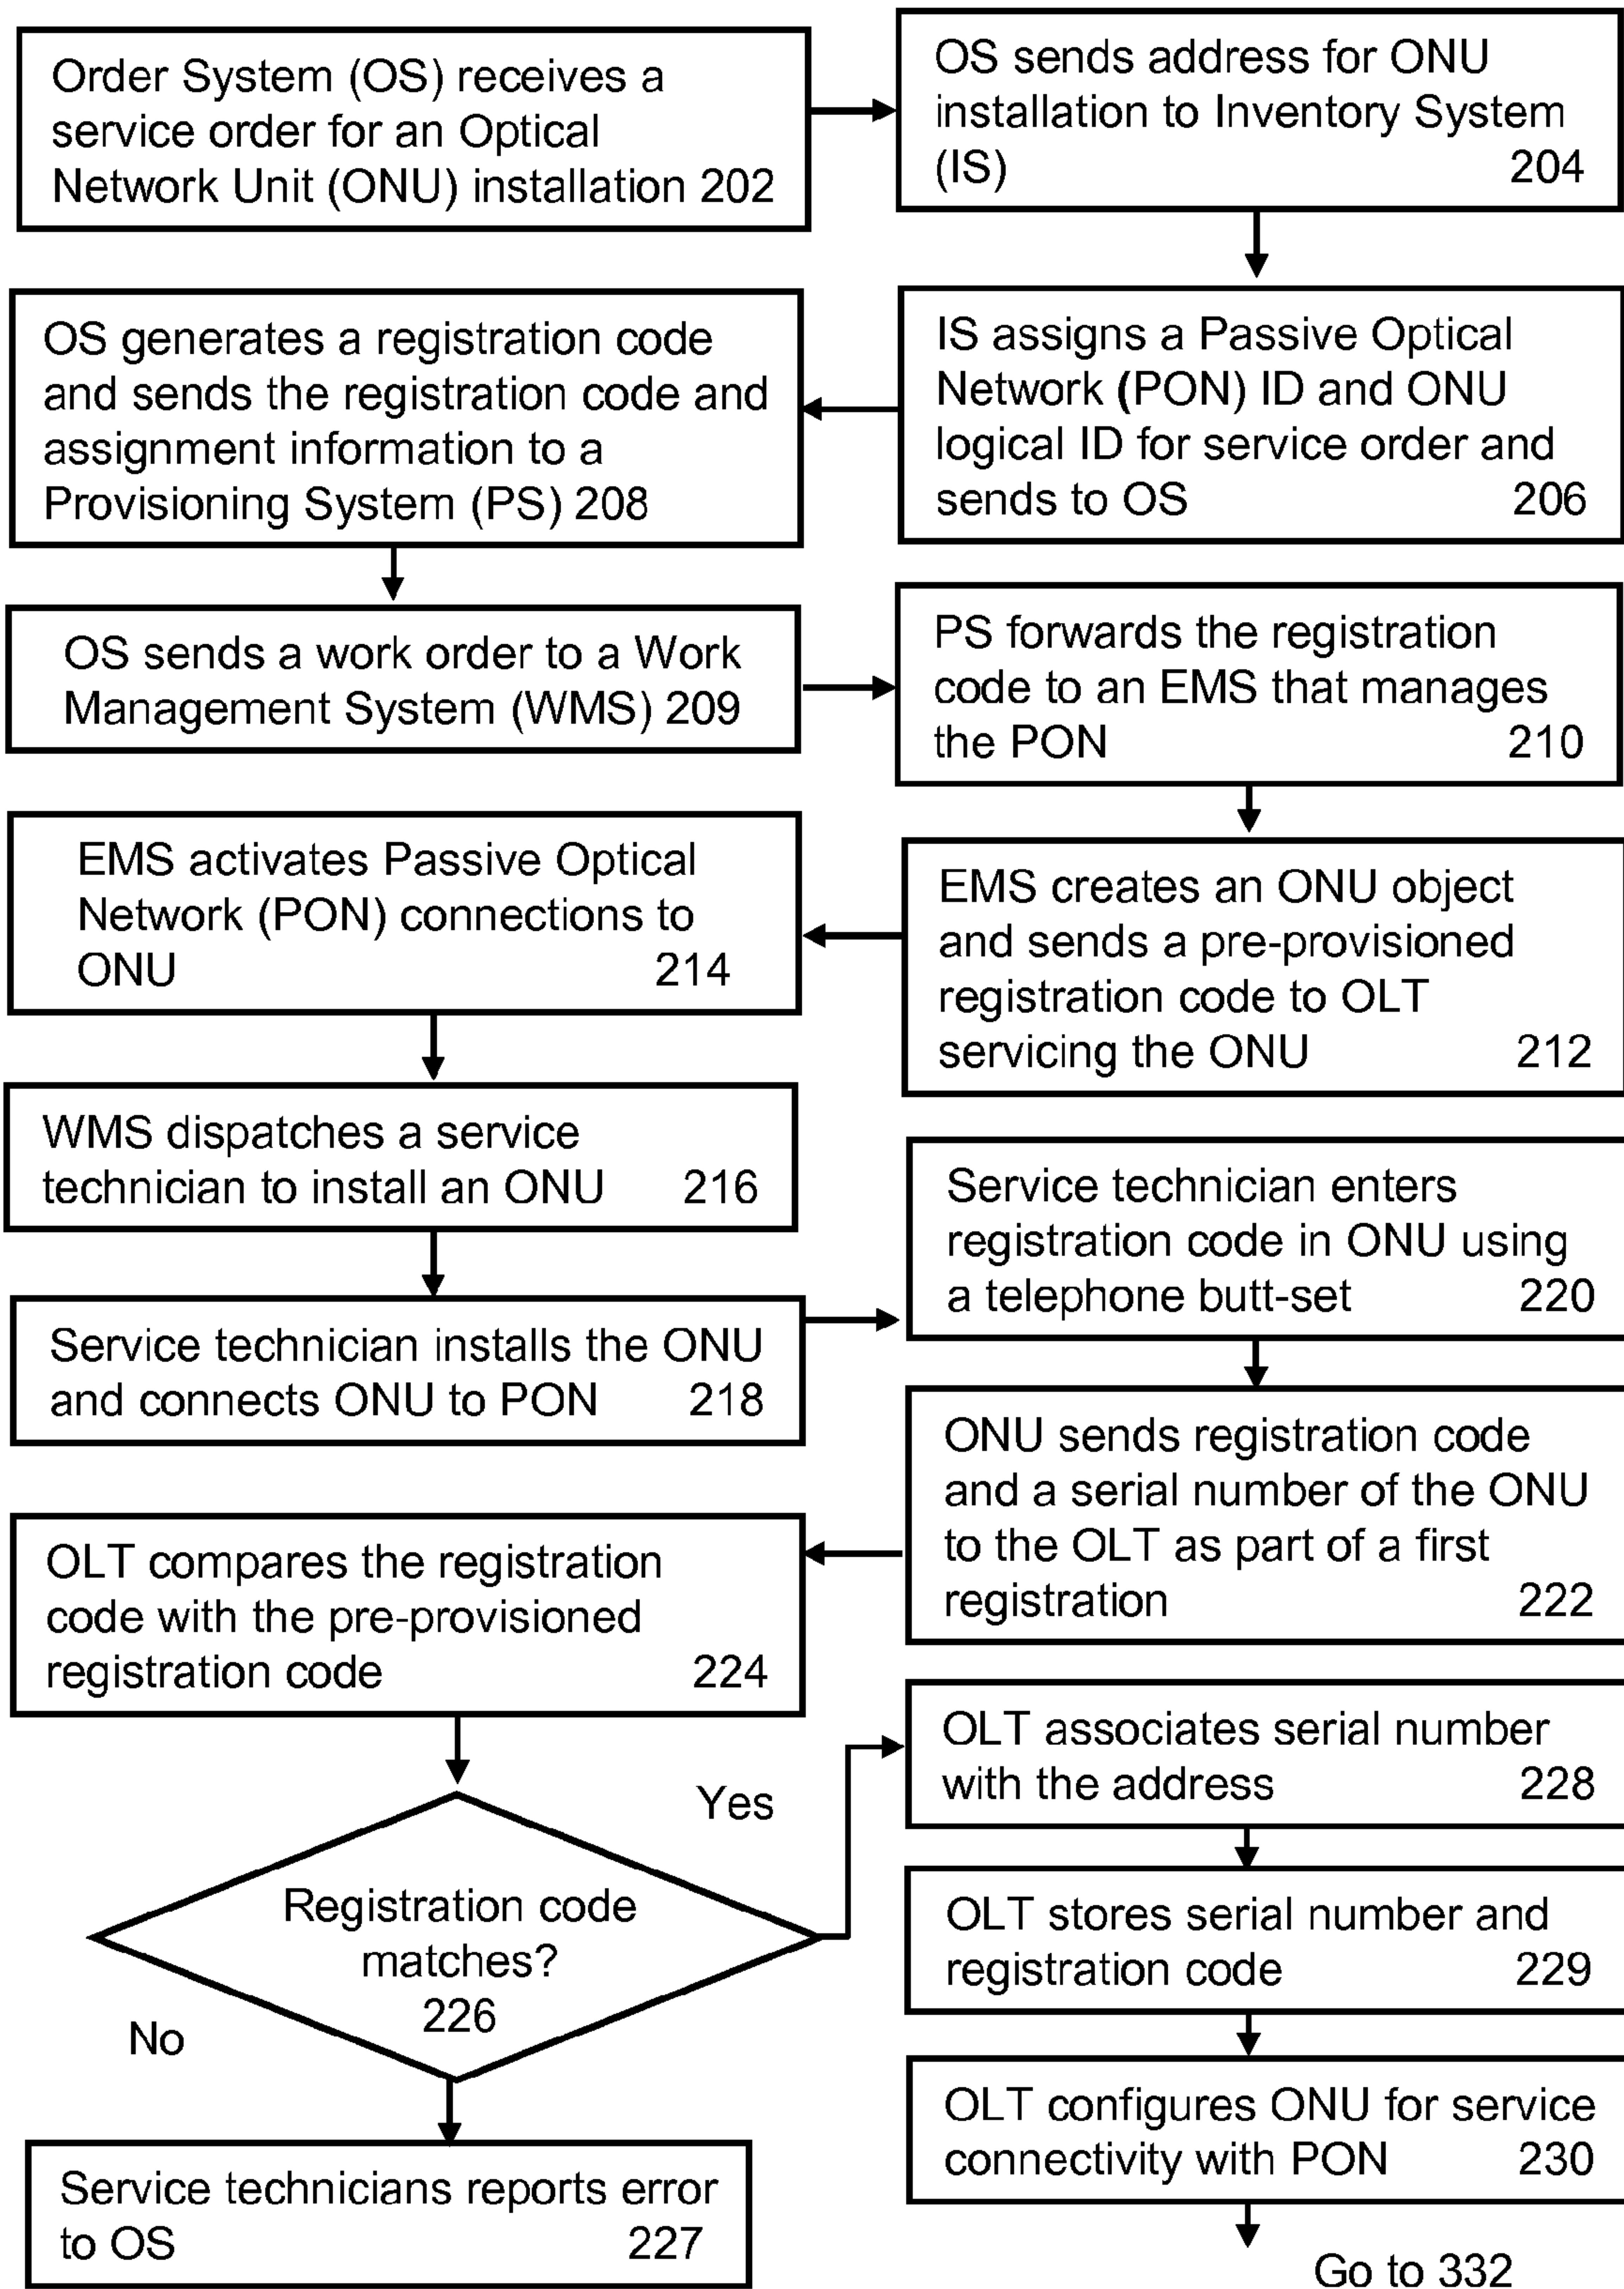 Order System (OS) receives a
service order for an Optical
Network Unit (ONU) installation 202
OS sends address for ONU
installation to Inventory System
(IS) 204
IS assigns a Passive Optical
Network (PON) ID and ONU
logical ID for service order and
sends to OS 206
OS generates a registration code
and sends the registration code and
assignment information to a
Provisioning System (PS) 208
OS sends a work order to a Work
Management System (WMS) 209
PS forwards the registration
code to an EMS that manages
the PON 210
EMS creates an ONU object
and sends a pre-provisioned
registration code to OLT
servicing the ONU 212
EMS activates Passive Optical
Network (PON) connections to
ONU 214
WMS dispatches a service
technician to install an ONU 216
Service technician installs the ONU
and connects ONU to PON 218
Service technician enters
registration code in ONU using
a telephone butt-set 220
ONU sends registration code
and a serial number of the ONU
to the OLT as part of a first
registration 222
OLT compares the registration
code with the pre-provisioned
registration code 224
Registration code
matches?
226
Yes
No
Service technicians reports error
to OS 227
OLT associates serial number
with the address 228
OLT stores serial number and
registration code 229
OLT configures ONU for service
connectivity with PON 230
Go to 332